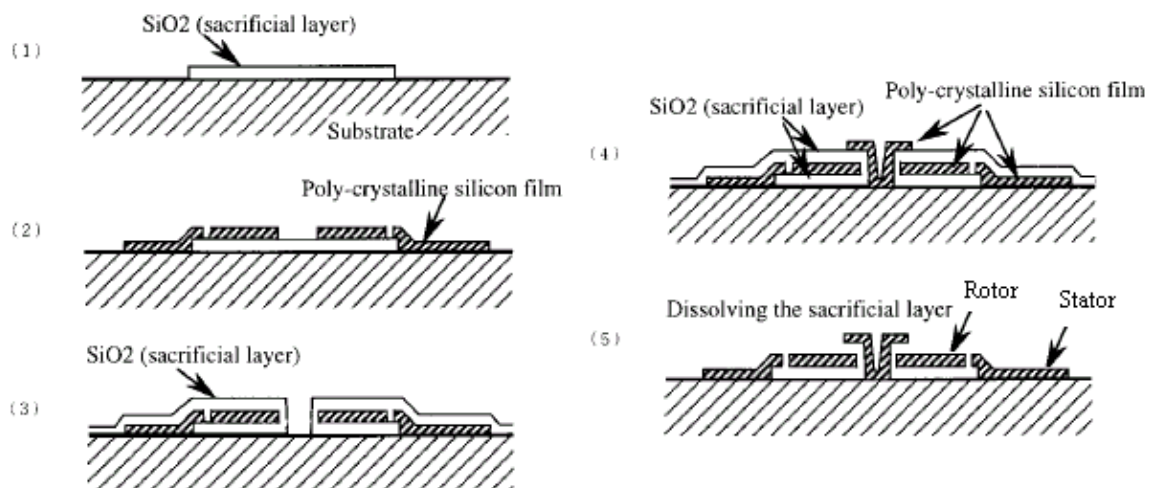 SiO2 (sacrificial layer)
(1)
Substrate
Poly-crystalline silicon film
(2)
SiO2 (sacrificial layer)
(3)
Poly-crystalline silicon film
SiO2 (sacrificial layer)
(4)
Dissolving the sacrificial layer
Rotor
Stator
(5)